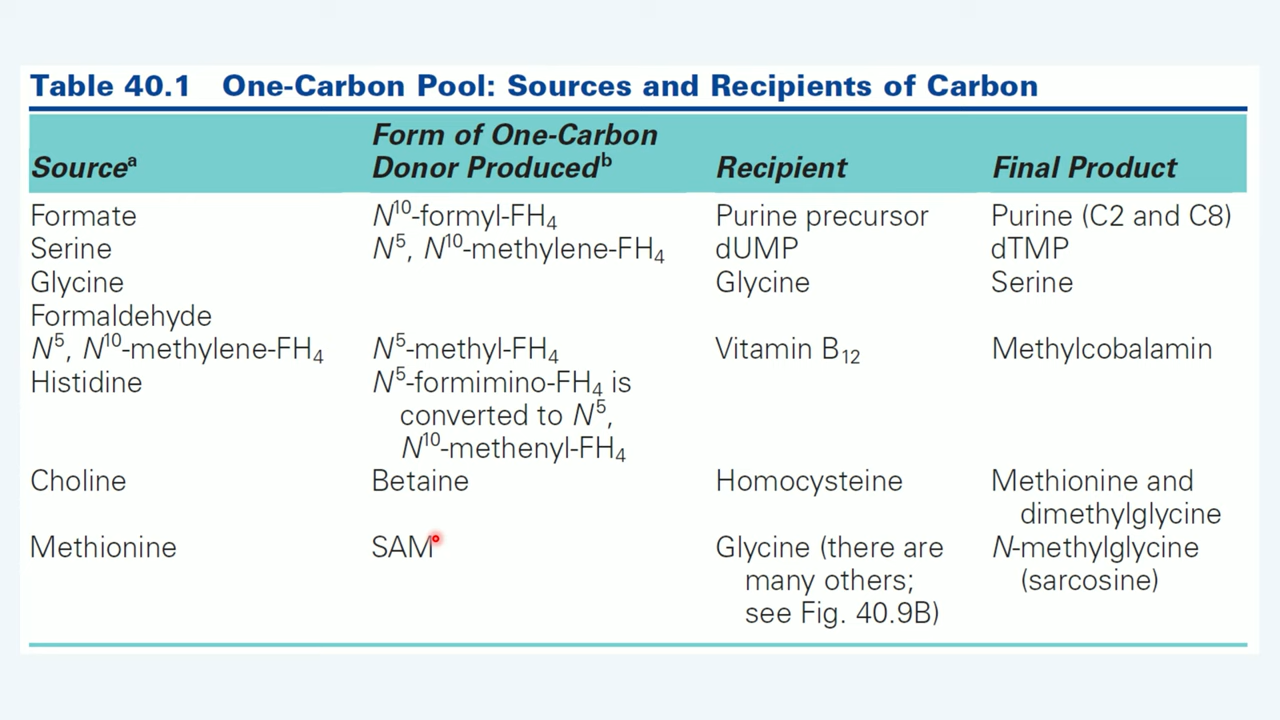 Table 40.1 One-Carbon Pool: Sources and Recipients of Carbon
Form of One-Carbon
Sourceᵃ Donor Producedᵇ Recipient Final Product
Formate N¹⁰-formyl-FH₄ Purine precursor Purine (C2 and C8)
Serine N⁵, N¹⁰-methylene-FH₄ dUMP dTMP
Glycine Glycine Serine
Formaldehyde
N⁵, N¹⁰-methylene-FH₄ N⁵-methyl-FH₄ Vitamin B₁₂ Methylcobalamin
Histidine N⁵-formimino-FH₄ is
converted to N⁵,
N¹⁰-methenyl-FH₄
Choline Betaine Homocysteine Methionine and
dimethylglycine
Methionine SAM Glycine (there are N-methylglycine
many others; (sarcosine)
see Fig. 40.9B)